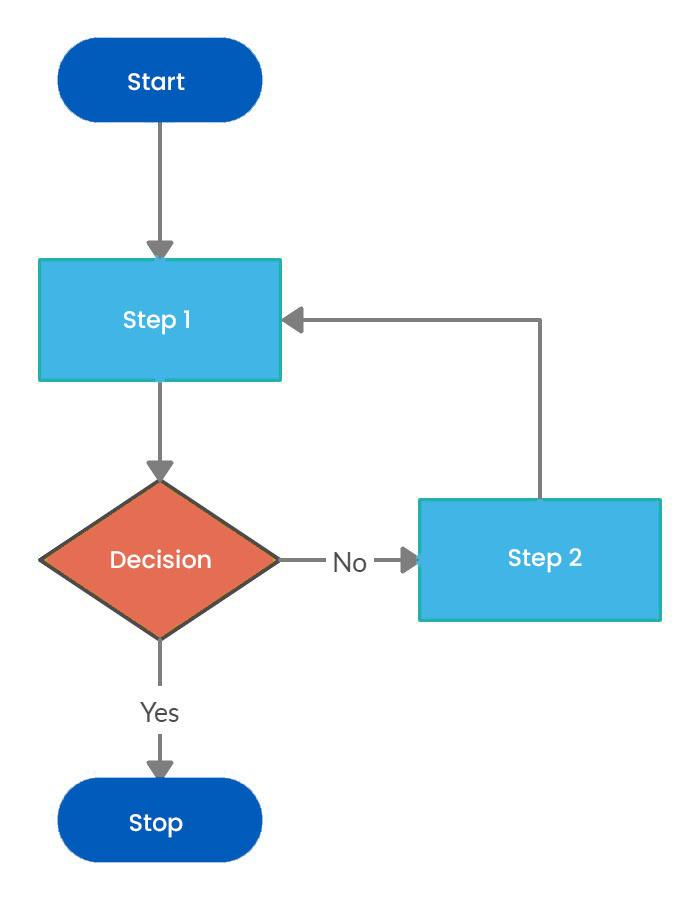 Start
Step 1
Decision
No
Step 2
Yes
Stop